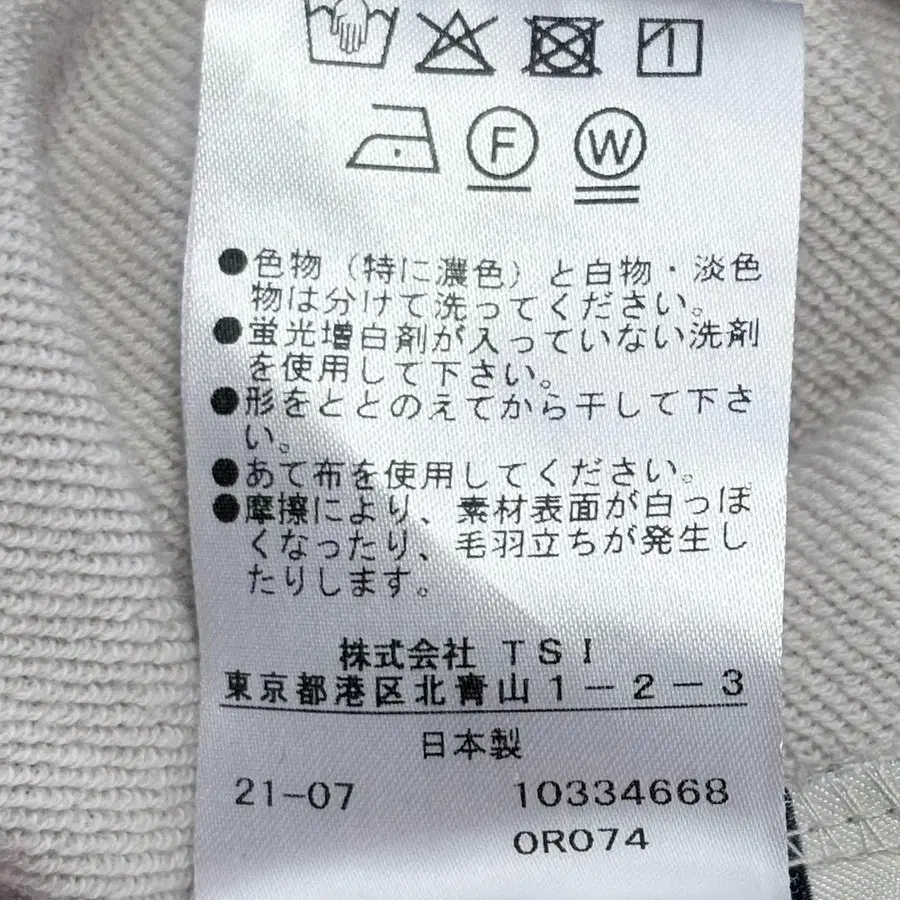 F W
●色物(特に濃色)と白物・淡色
物は分けて洗ってください。
●蛍光増白剤が入っていない洗剤
を使用して下さい。
●形をととのえてから干して下さ
い。
●あて布を使用してください。
●摩擦により、素材表面が白っぽ
くなったり、毛羽立ちが発生し
たりします。
株式会社 TSI
東京都港区北青山1-2-3
日本製
21-07 10334668
0R074